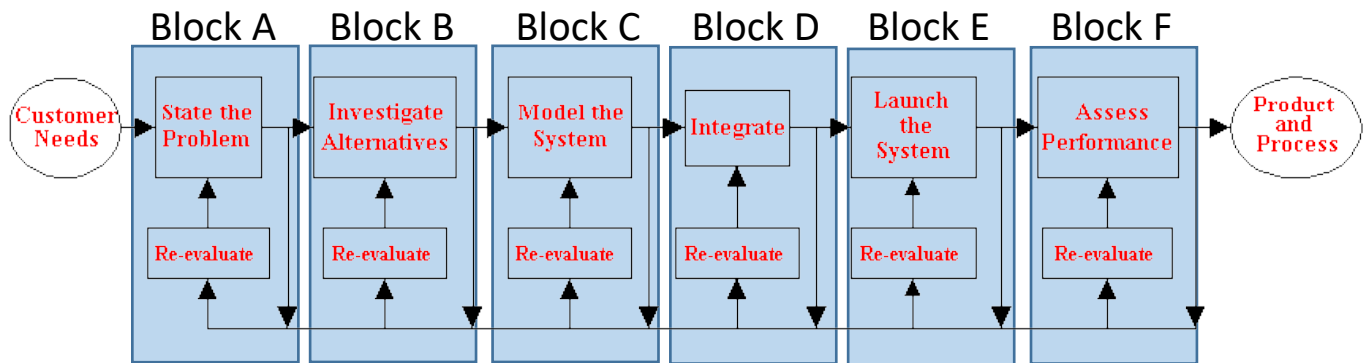 Block A
Block B
Block C
Block D
Block E
Block F
Customer
Needs
State the
Problem
Investigate
Alternatives
Model the
System
Integrate
Launch
the
System
Assess
Performance
Product
and
Process
Re-evaluate
Re-evaluate
Re-evaluate
Re-evaluate
Re-evaluate
Re-evaluate